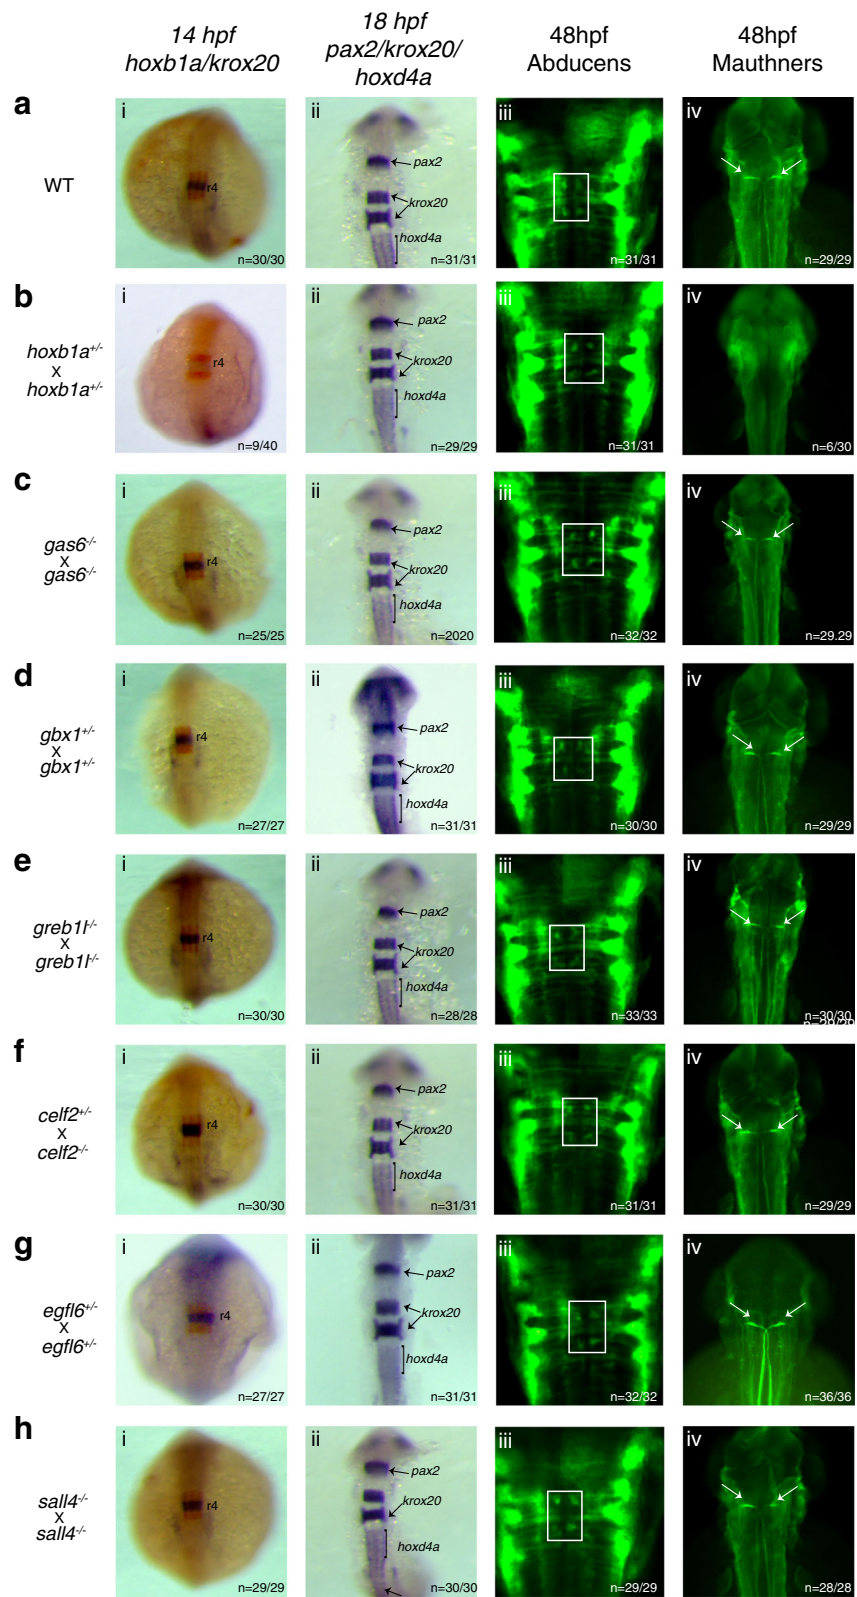 14 hpf
hoxb1a/krox20
18 hpf
pax2/krox20/
hoxd4a
48hpf
Abducens
48hpf
Mauthners
a
WT
i
r4
n=30/30
ii
pax2
krox20
hoxd4a
n=31/31
iii
n=31/31
iv
n=29/29
b
hoxb1a+/-
x
hoxb1a+/-
i
r4
n=9/40
ii
pax2
krox20
hoxd4a
n=29/29
iii
n=31/31
iv
n=6/30
c
gas6-/-
x
gas6-/-
i
r4
n=25/25
ii
pax2
krox20
hoxd4a
n=2020
iii
n=32/32
iv
n=29.29
d
gbx1+/-
x
gbx1+/-
i
r4
n=27/27
ii
pax2
krox20
hoxd4a
n=31/31
iii
n=30/30
iv
n=29/29
e
greb1l-/-
x
greb1l-/-
i
r4
n=30/30
ii
pax2
krox20
hoxd4a
n=28/28
iii
n=33/33
iv
n=30/30
n=29/29
f
celf2+/-
x
celf2-/-
i
r4
n=30/30
ii
pax2
krox20
hoxd4a
n=31/31
iii
n=31/31
iv
n=29/29
g
egfl6+/-
x
egfl6+/-
i
r4
n=27/27
ii
pax2
krox20
hoxd4a
n=31/31
iii
n=32/32
iv
n=36/36
h
sall4-/-
x
sall4-/-
i
r4
n=29/29
ii
pax2
krox20
hoxd4a
n=30/30
iii
n=29/29
iv
n=28/28